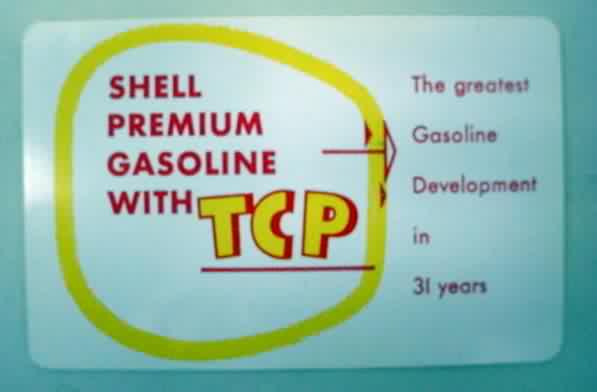 SHELL
PREMIUM
GASOLINE
WITH TCP
The greatest
Gasoline
Development
in
31 years